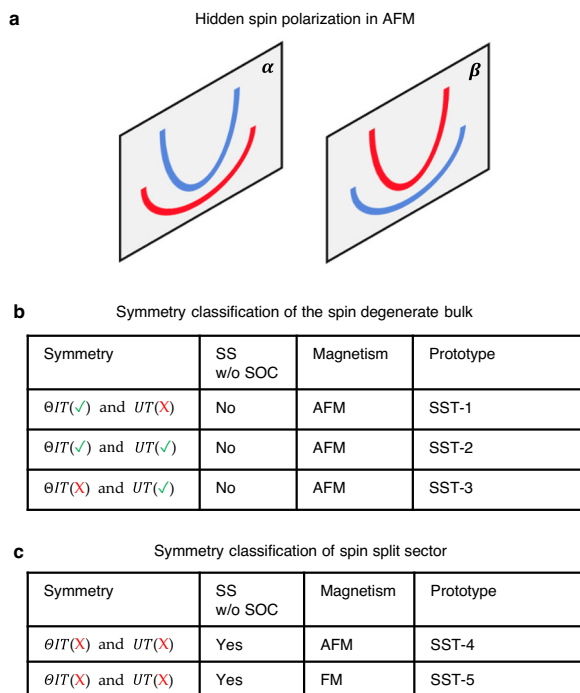 a
Hidden spin polarization in AFM
α
β
b
Symmetry classification of the spin degenerate bulk
Symmetry SS w/o SOC Magnetism Prototype
ΘIT(✓) and UT(X) No AFM SST-1
ΘIT(✓) and UT(✓) No AFM SST-2
ΘIT(X) and UT(✓) No AFM SST-3
c
Symmetry classification of spin split sector
Symmetry SS w/o SOC Magnetism Prototype
ΘIT(X) and UT(X) Yes AFM SST-4
ΘIT(X) and UT(X) Yes FM SST-5